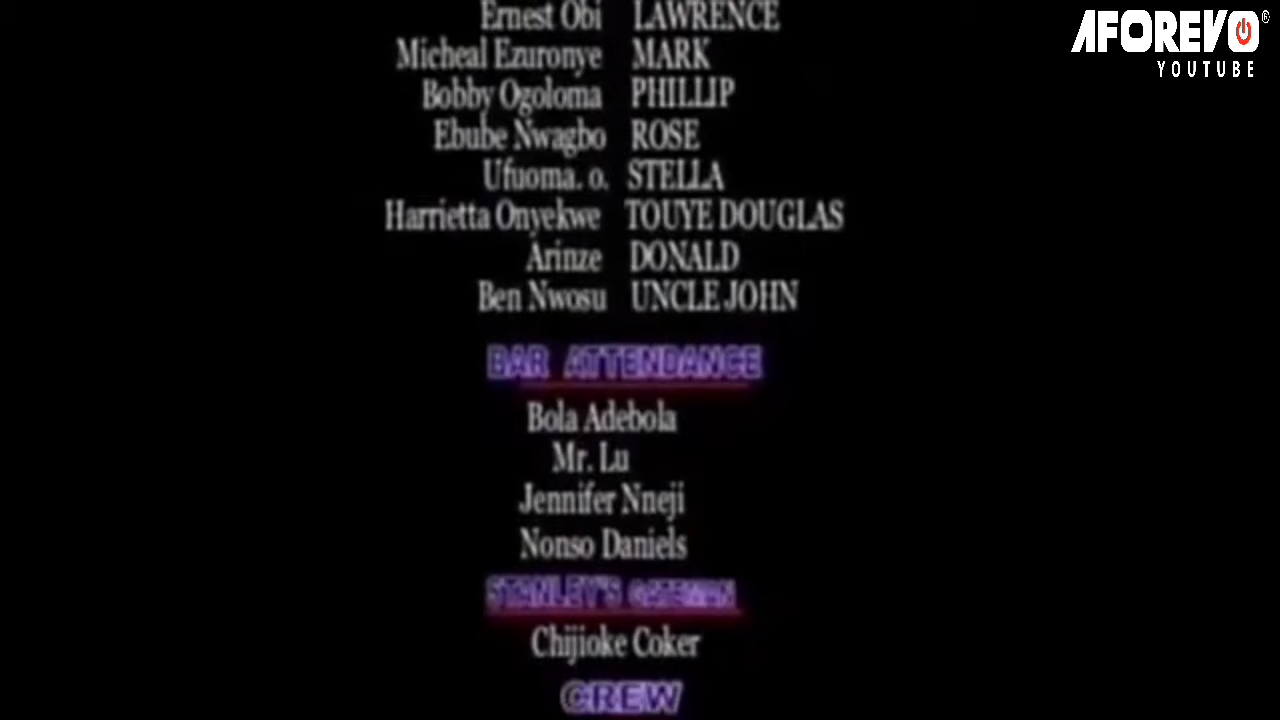 AFOREVO©
YOUTUBE
Ernest Obi LAWRENCE
Micheal Ezuronye MARK
Bobby Ogoloma PHILLIP
Ebube Nwagbo ROSE
Ufuoma. o. STELLA
Harrietta Onyekwe TOUYE DOUGLAS
Arinze DONALD
Ben Nwosu UNCLE JOHN
BAR ATTENDANCE
Bola Adebola
Mr. Lu
Jennifer Nneji
Nonso Daniels
STANLEY'S GATEMAN
Chijioke Coker
CREW